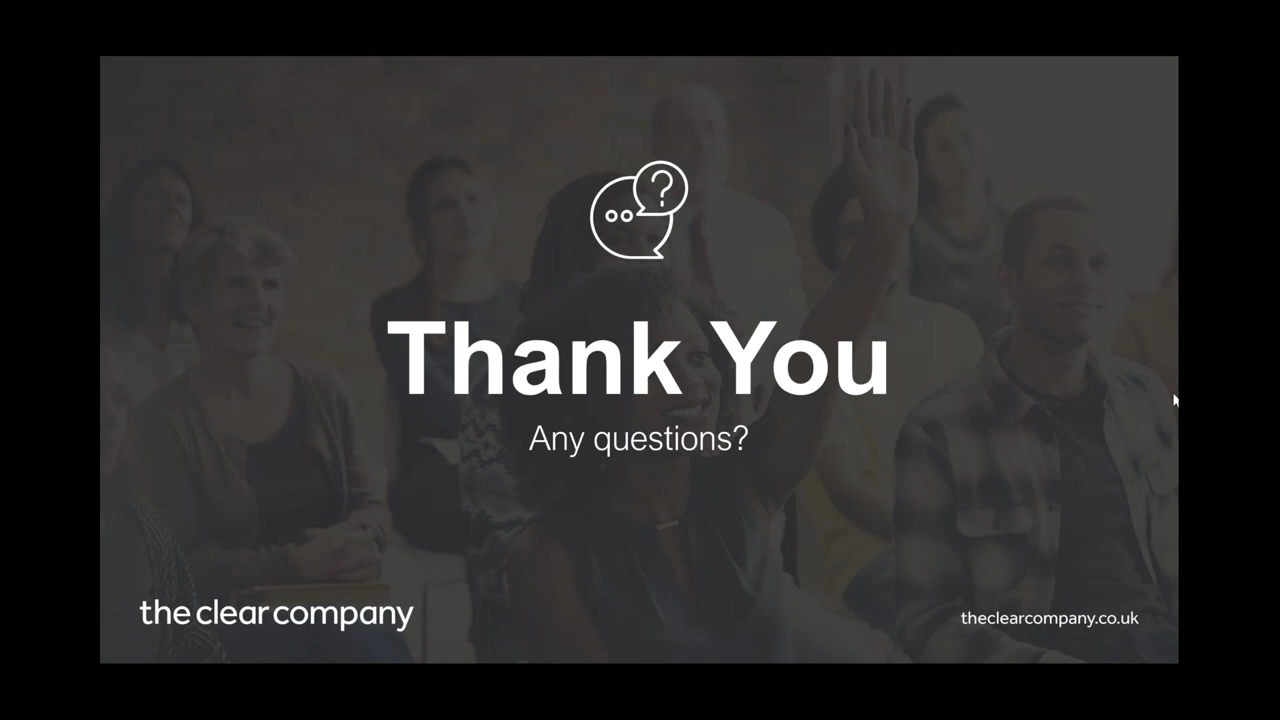 ?
Thank You
Any questions?
the clear company
theclearcompany.co.uk